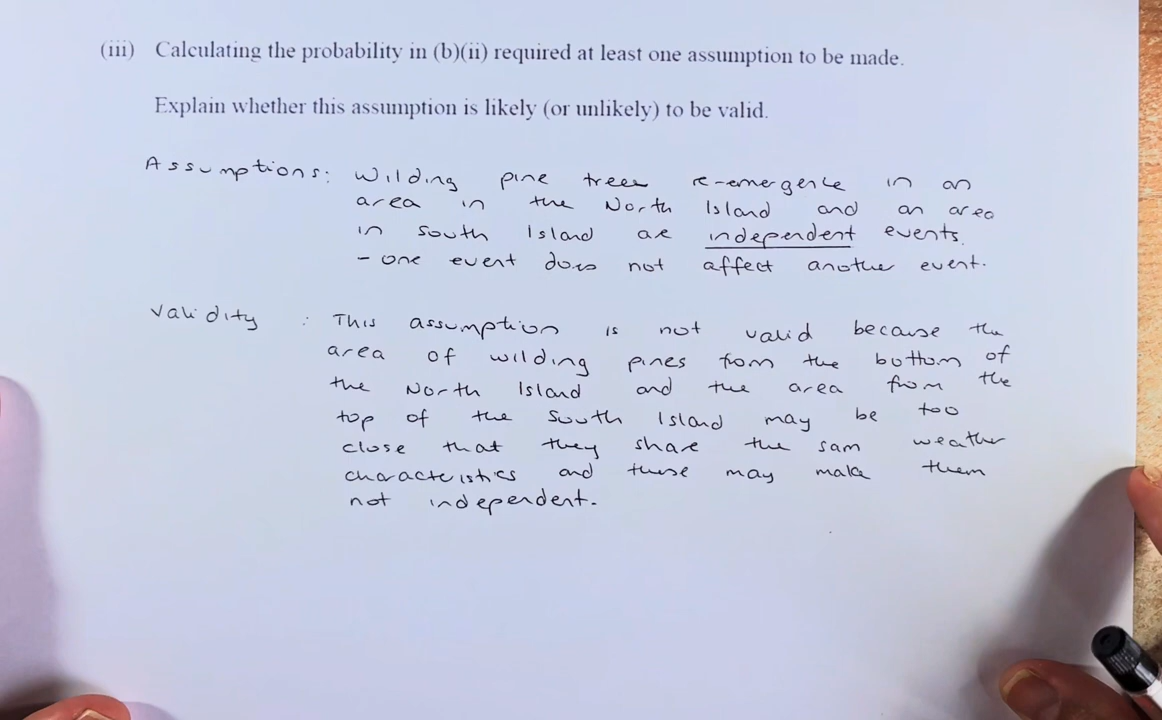 (iii) Calculating the probability in (b)(ii) required at least one assumption to be made.
Explain whether this assumption is likely (or unlikely) to be valid.
Assumptions: Wilding pine trees re-emergence in an
area in the North Island and an area
in South Island are independent events.
- one event does not affect another event.
Validity : This assumption is not valid because the
area of wilding pines from the bottom of
the North Island and the area from the
top of the South Island may be too
close that they share the sam weather
characteristics and these may make them
not independent.